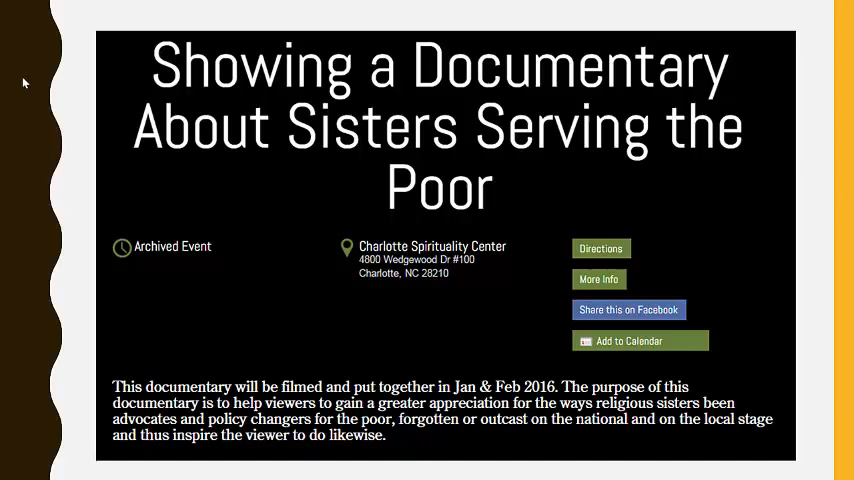 Showing a Documentary
About Sisters Serving the
Poor
Archived Event
Charlotte Spirituality Center
4800 Wedgewood Dr #100
Charlotte, NC 28210
Directions
More Info
Share this on Facebook
Add to Calendar
This documentary will be filmed and put together in Jan & Feb 2016. The purpose of this
documentary is to help viewers to gain a greater appreciation for the ways religious sisters been
advocates and policy changers for the poor, forgotten or outcast on the national and on the local stage
and thus inspire the viewer to do likewise.